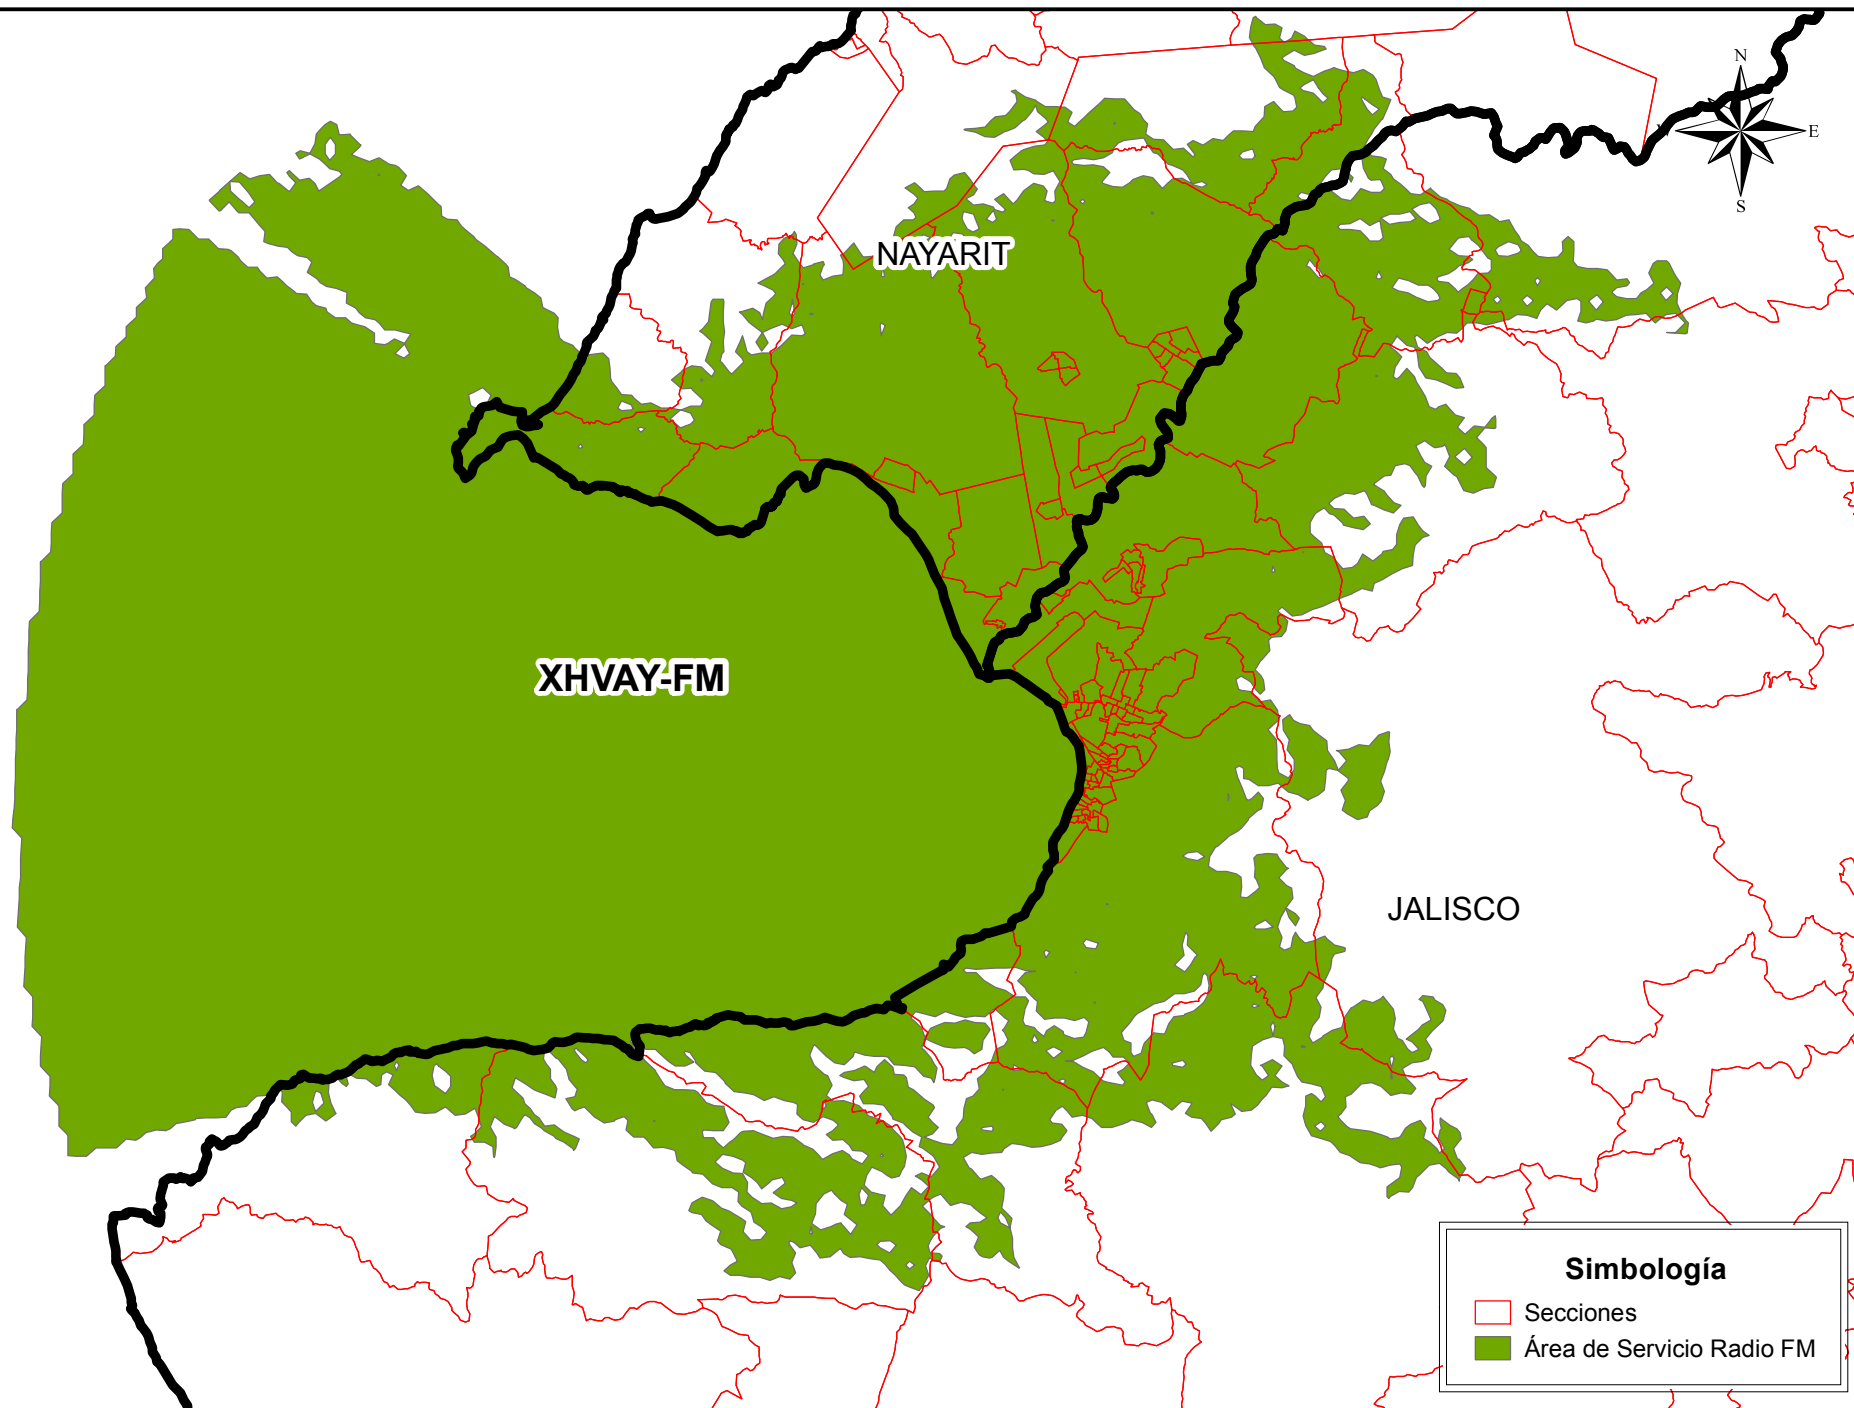 N
E
S
NAYARIT
XHVAY-FM
JALISCO
Simbología
Secciones
Área de Servicio Radio FM